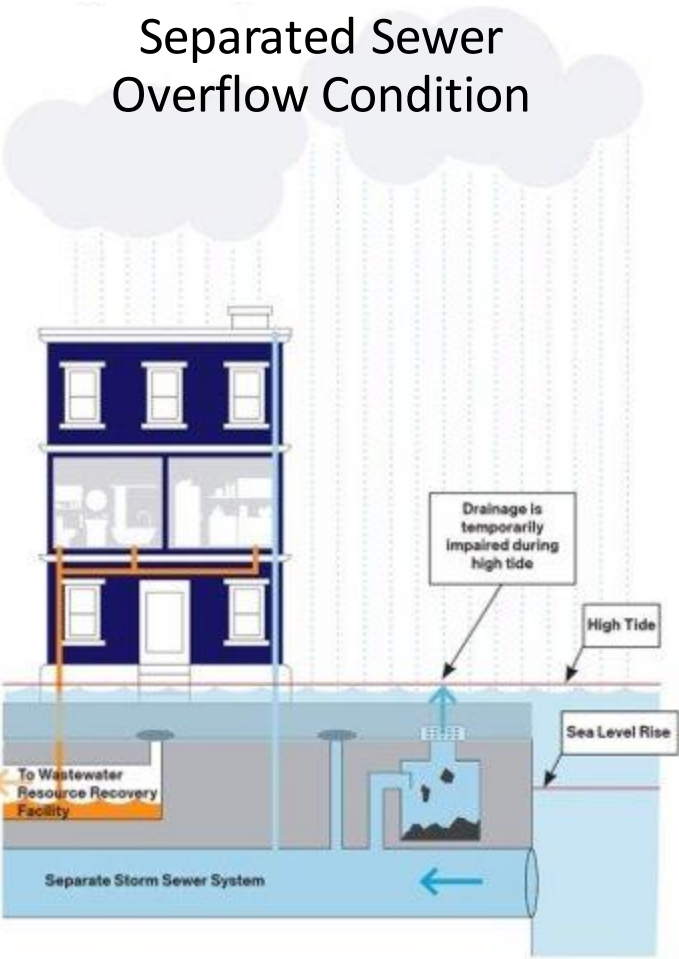 Separated Sewer
Overflow Condition
Drainage is
temporarily
impaired during
high tide
High Tide
Sea Level Rise
To Wastewater
Resource Recovery
Facility
Separate Storm Sewer System